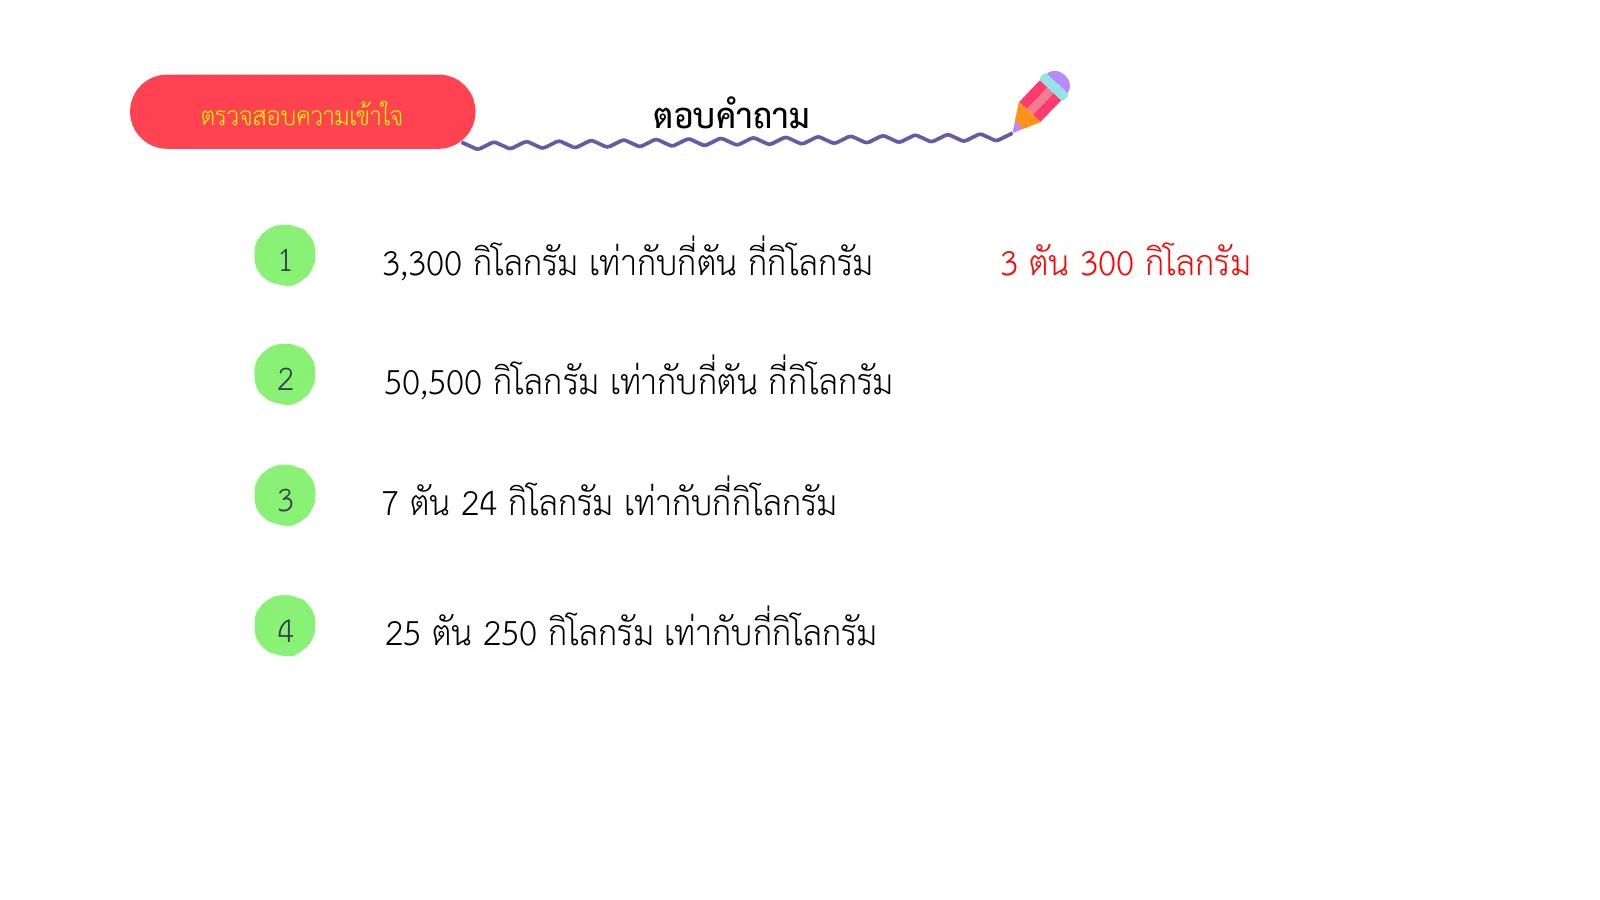 ตรวจสอบความเข้าใจ
ตอบคำถาม
1 3,300 กิโลกรัม เท่ากับกี่ตัน กี่กิโลกรัม 3 ตัน 300 กิโลกรัม
2 50,500 กิโลกรัม เท่ากับกี่ตัน กี่กิโลกรัม
3 7 ตัน 24 กิโลกรัม เท่ากับกี่กิโลกรัม
4 25 ตัน 250 กิโลกรัม เท่ากับกี่กิโลกรัม